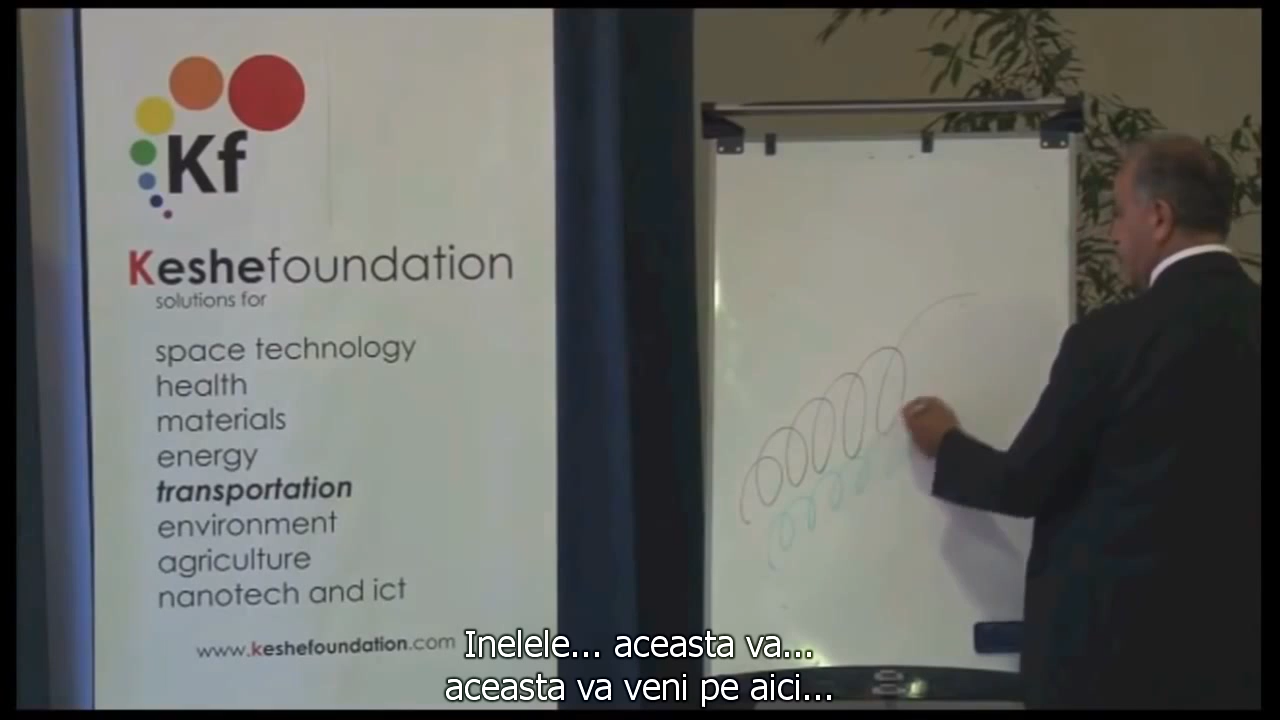 Kf
Keshefoundation
solutions for
space technology
health
materials
energy
transportation
environment
agriculture
nanotech and ict
www.keshefoundation.com
Inelele... aceasta va...
aceasta va veni pe aici...